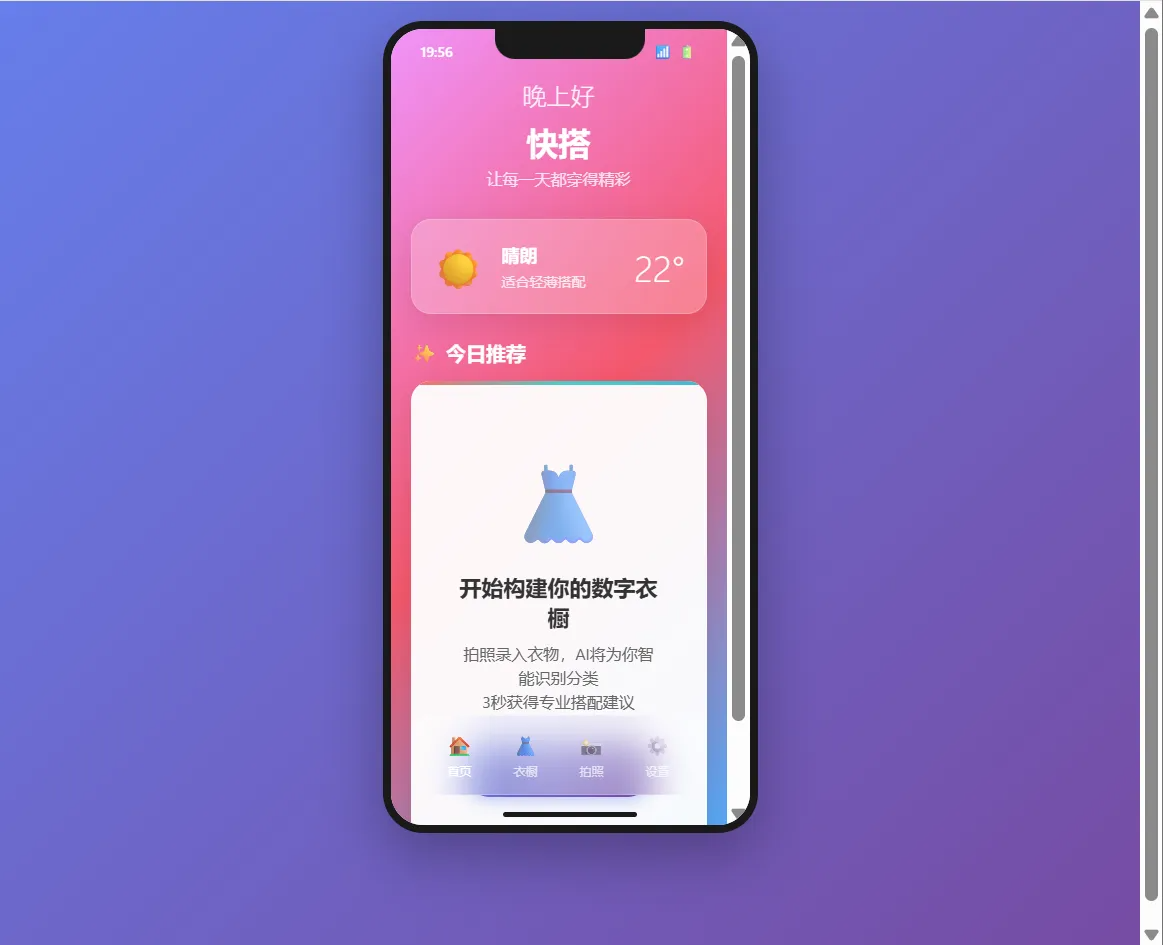 19:56
晚上好
快搭
让每一天都穿得精彩
晴朗
适合轻薄搭配
22°
今日推荐
开始构建你的数字衣
橱
拍照录入衣物，AI将为你智
能识别分类
3秒获得专业搭配建议
首页 衣橱 拍照 设置